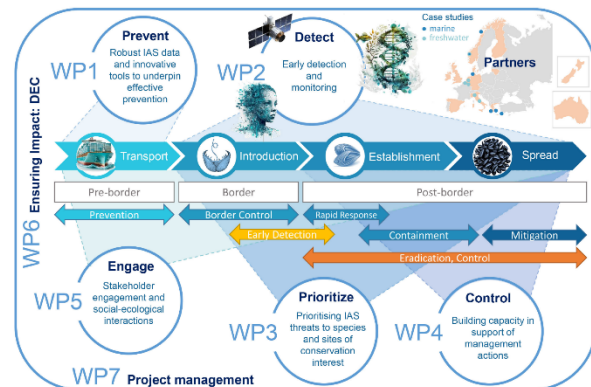 Prevent
WP1
Robust IAS data
and innovative
tools to underpin
effective
prevention
Detect
WP2
Early detection
and
monitoring
Case studies
marine
freshwater
Partners
Ensuring Impact: DEC
WP6
Transport
Introduction
Establishment
Spread
Pre-border
Border
Post-border
Prevention
Border Control
Rapid Response
Early Detection
Containment
Mitigation
Eradication, Control
Engage
WP5
Stakeholder
engagement and
social-ecological
interactions
Prioritize
WP3
Prioritising IAS
threats to species
and sites of
conservation
interest
Control
WP4
Building capacity in
support of
management
actions
WP7 Project management